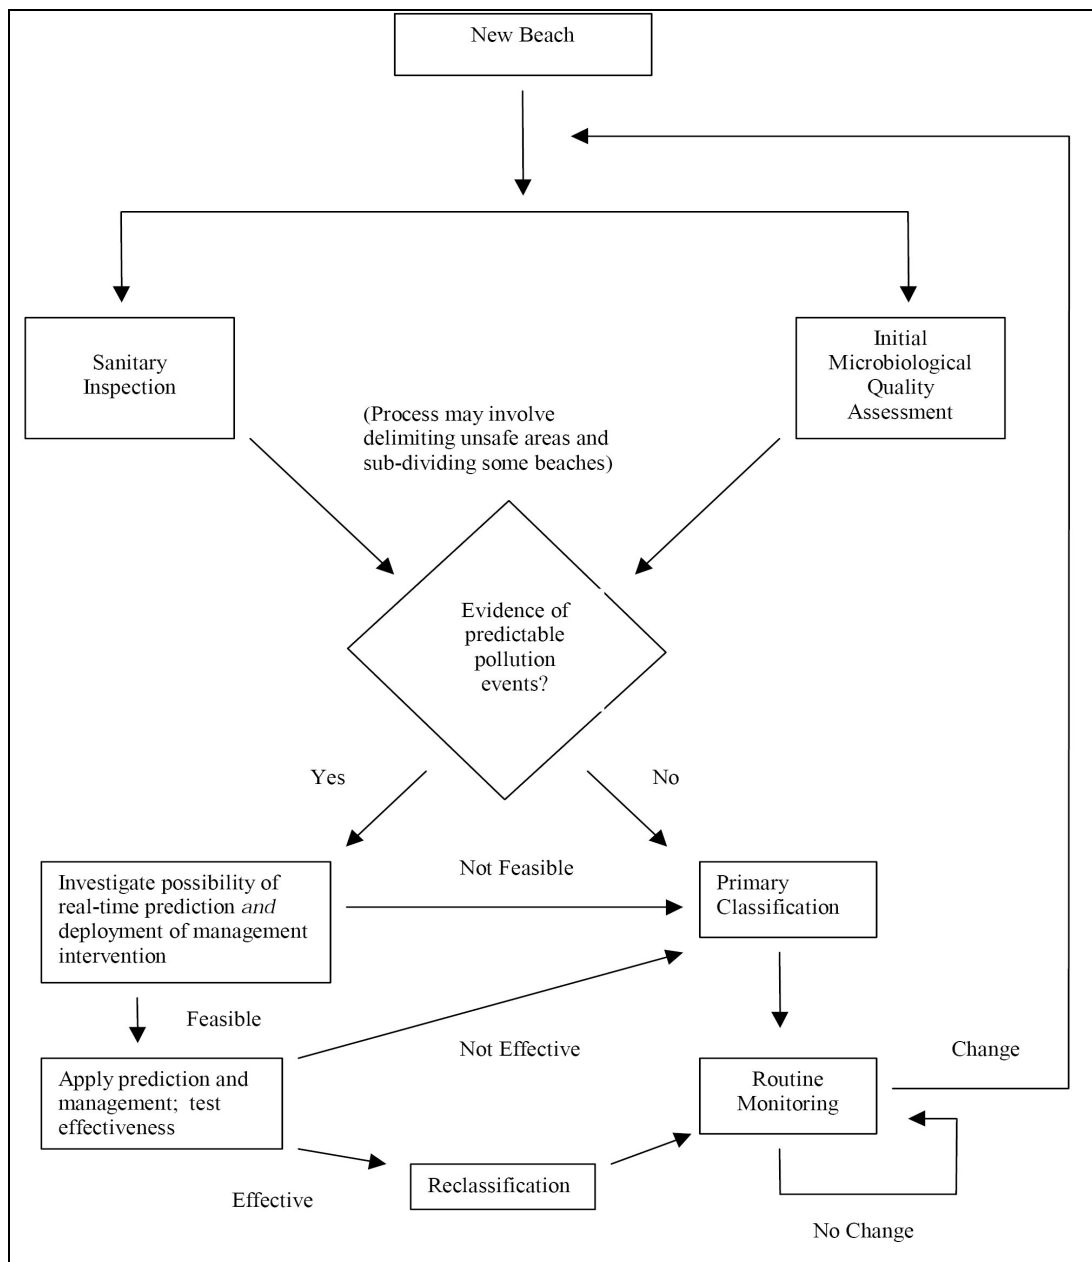 New Beach
Sanitary
Inspection
Initial
Microbiological
Quality
Assessment
(Process may involve
delimiting unsafe areas and
sub-dividing some beaches)
Evidence of
predictable
pollution
events?
Yes
No
Investigate possibility of
real-time prediction and
deployment of management
intervention
Not Feasible
Primary
Classification
Feasible
Not Effective
Change
Apply prediction and
management;  test
effectiveness
Routine
Monitoring
Effective
Reclassification
No Change